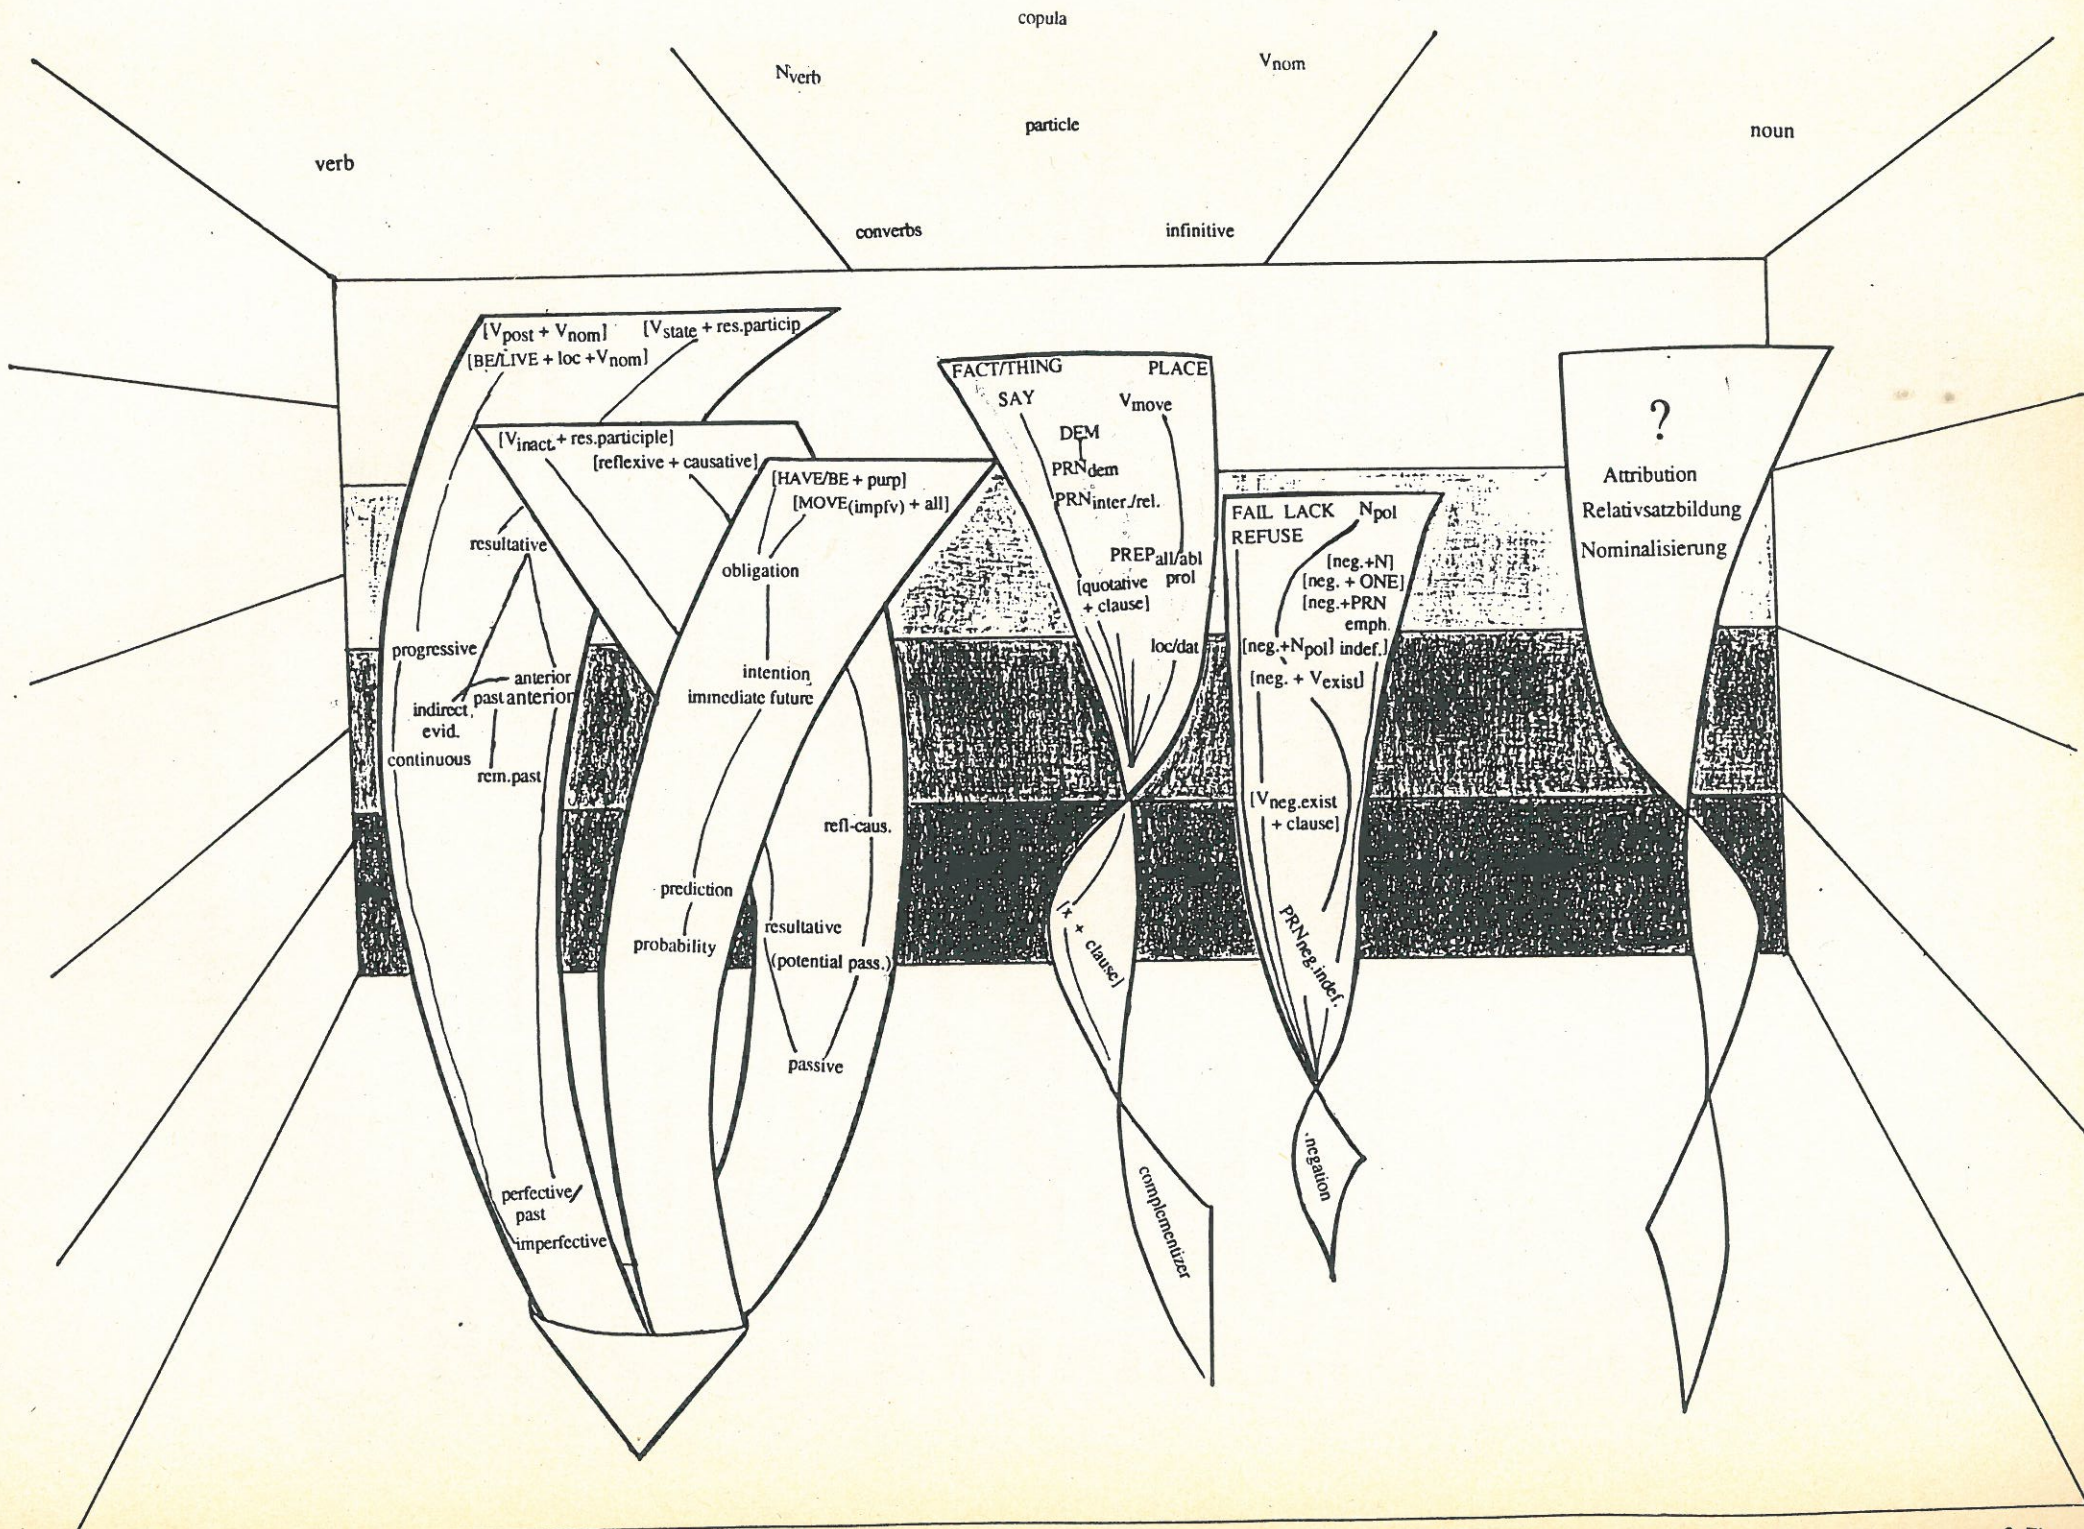 copula
Nverb
Vnom
particle
verb
noun
converbs
infinitive
[Vpost + Vnom]
[Vstate + res.particip
[BE/LIVE + loc +Vnom]
[Vinact. + res.participle]
[reflexive + causative]
[HAVE/BE + purp]
[MOVE(impfv) + all]
resultative
obligation
progressive
anterior
past anterior
indirect
evid.
continuous
rem.past
intention
immediate future
refl-caus.
prediction
probability
resultative
(potential pass.)
passive
perfective/
past
imperfective
FACT/THING
PLACE
SAY
Vmove
DEM
PRNdem
PRNinter./rel.
PREPall/abl
prol
[quotative
+ clause]
loc/dat
[x + clause]
complementizer
FAIL LACK
Npol
REFUSE
[neg.+N]
[neg. + ONE]
[neg.+PRN
emph.
[neg.+Npol] indef.]
[neg. + Vexist]
[Vneg.exist
+ clause]
PRNneg.indef.
negation
?
Attribution
Relativsatzbildung
Nominalisierung